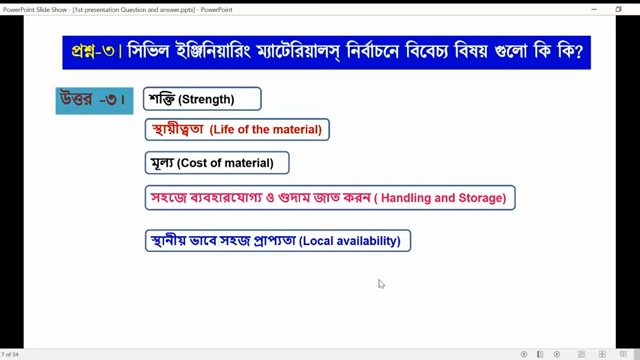 PowerPoint Slide Show - [1st presentation Question and answer.pptx] - PowerPoint
প্রশ্ন-৩। সিভিল ইঞ্জিনিয়ারিং ম্যাটেরিয়ালস্ নির্বাচনে বিবেচ্য বিষয় গুলো কি কি?
উত্তর -৩।
শক্তি (Strength)
স্থায়ীত্বতা (Life of the material)
মূল্য (Cost of material)
সহজে ব্যবহারযোগ্য ও গুদাম জাত করন ( Handling and Storage)
স্থানীয় ভাবে সহজ প্রাপ্যতা (Local availability)
7 of 34